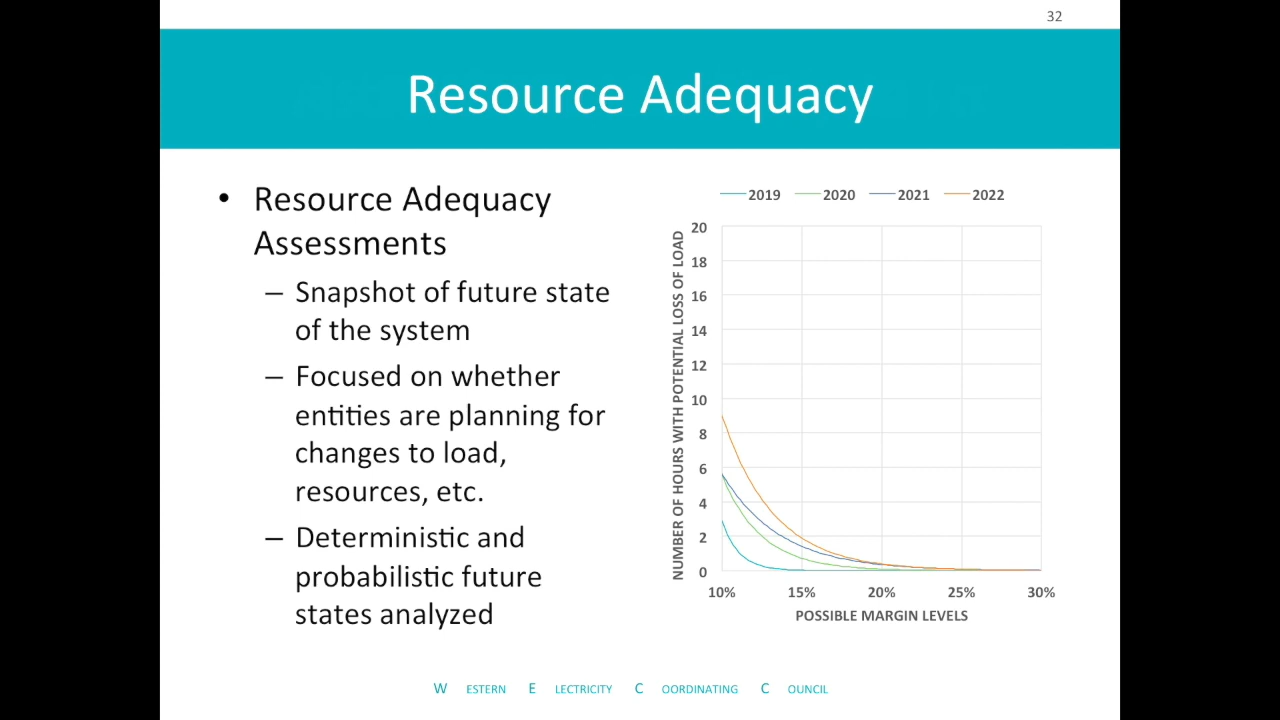 32
Resource Adequacy
• Resource Adequacy
Assessments
– Snapshot of future state
of the system
– Focused on whether
entities are planning for
changes to load,
resources, etc.
– Deterministic and
probabilistic future
states analyzed
2019 2020 2021 2022
NUMBER OF HOURS WITH POTENTIAL LOSS OF LOAD
20
18
16
14
12
10
8
6
4
2
0
10% 15% 20% 25% 30%
POSSIBLE MARGIN LEVELS
W ESTERN E LECTRICITY C OORDINATING C OUNCIL